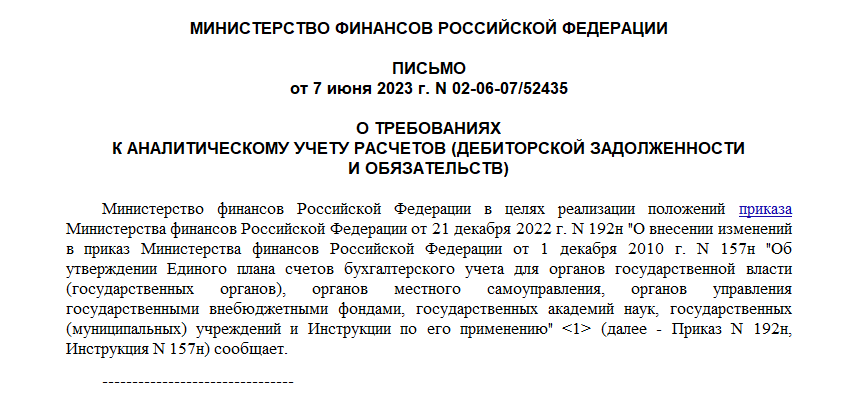 МИНИСТЕРСТВО ФИНАНСОВ РОССИЙСКОЙ ФЕДЕРАЦИИ
ПИСЬМО
от 7 июня 2023 г. N 02-06-07/52435
О ТРЕБОВАНИЯХ
К АНАЛИТИЧЕСКОМУ УЧЕТУ РАСЧЕТОВ (ДЕБИТОРСКОЙ ЗАДОЛЖЕННОСТИ
И ОБЯЗАТЕЛЬСТВ)
Министерство финансов Российской Федерации в целях реализации положений приказа
Министерства финансов Российской Федерации от 21 декабря 2022 г. N 192н "О внесении изменений
в приказ Министерства финансов Российской Федерации от 1 декабря 2010 г. N 157н "Об
утверждении Единого плана счетов бухгалтерского учета для органов государственной власти
(государственных органов), органов местного самоуправления, органов управления
государственными внебюджетными фондами, государственных академий наук, государственных
(муниципальных) учреждений и Инструкции по его применению" <1> (далее - Приказ N 192н,
Инструкция N 157н) сообщает.
--------------------------------